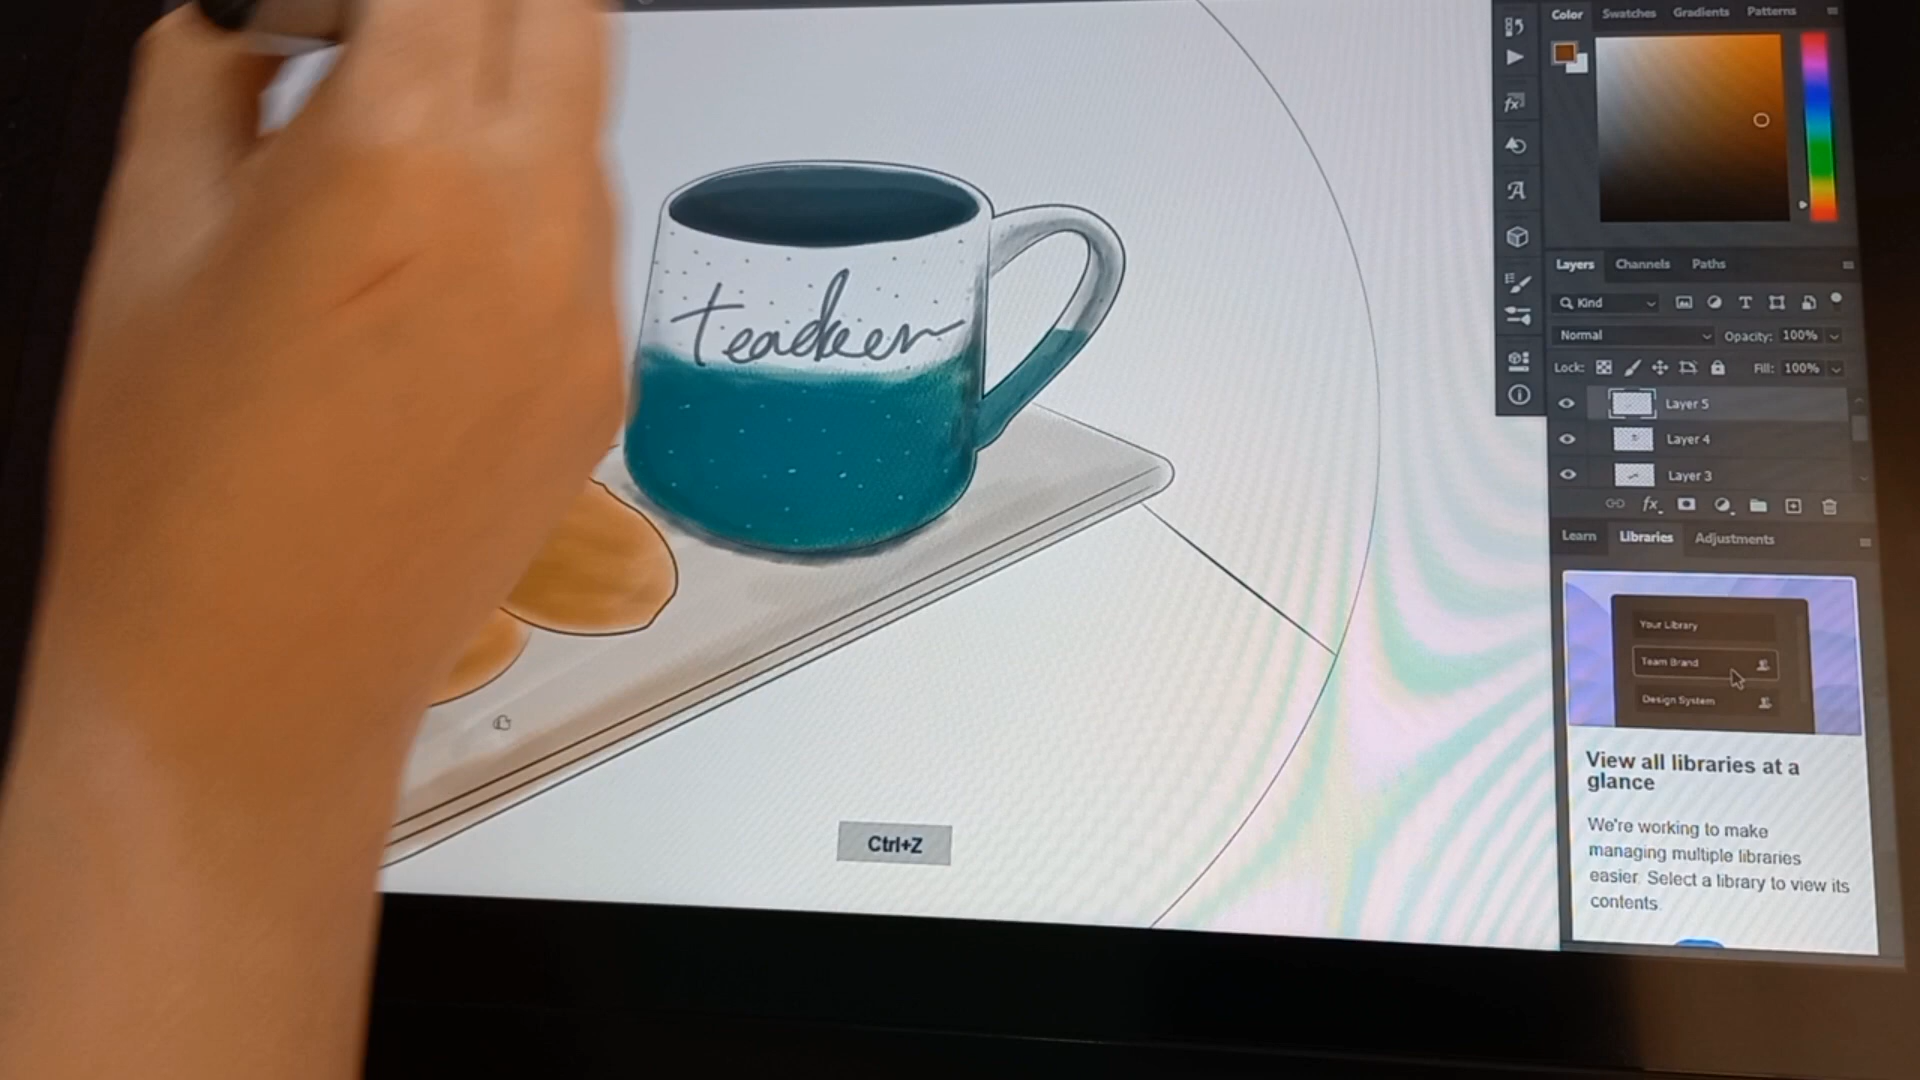 Color Swatches Gradients Patterns
Layers Channels Paths
Kind
Normal Opacity: 100%
Lock: Fill: 100%
Layer 5
Layer 4
Layer 3
fx
Learn Libraries Adjustments
Your Library
Team Brand
Design System
View all libraries at a
glance
We're working to make
managing multiple libraries
easier. Select a library to view its
contents.
Ctrl+Z